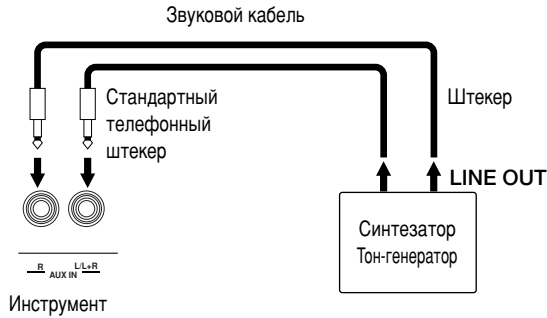 Звуковой кабель
Стандартный
телефонный
штекер
Штекер
LINE OUT
Синтезатор
Тон-генератор
R L/L+R
AUX IN
Инструмент